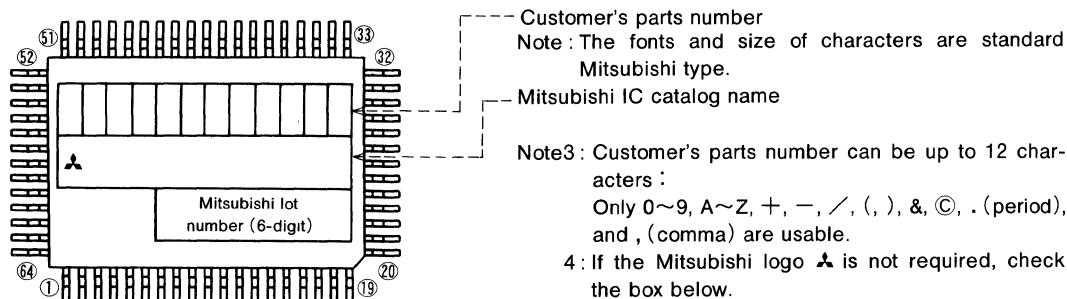 51
33
52
32
64
20
1
19
Mitsubishi lot
number (6-digit)
Customer's parts number
Note : The fonts and size of characters are standard
Mitsubishi type.
Mitsubishi IC catalog name
Note3 : Customer's parts number can be up to 12 char-
acters :
Only 0~9, A~Z, +, −, /, (, ), &, ©, . (period),
and , (comma) are usable.
4 : If the Mitsubishi logo is not required, check
the box below.